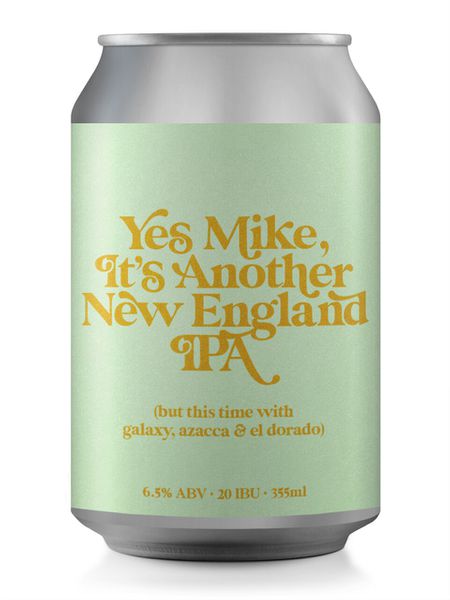 Yes Mike,
It's Another
New England
IPA
(but this time with
galaxy, azacca & el dorado)
6.5% ABV · 20 IBU · 355ml